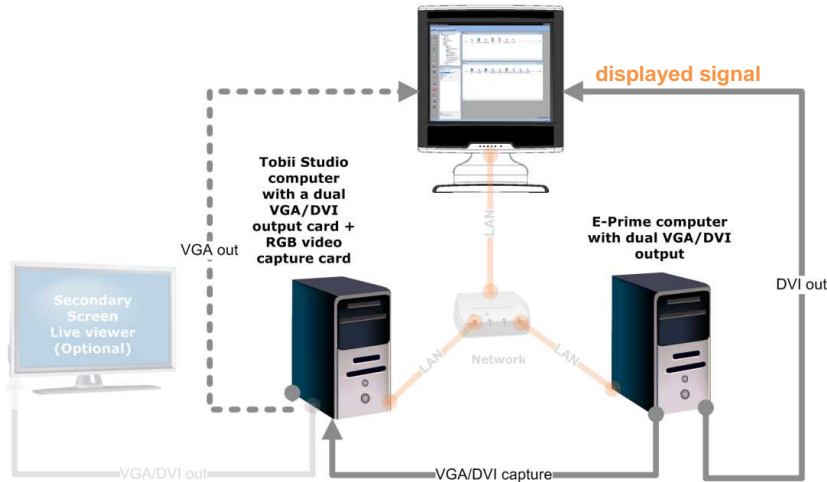 displayed signal
Tobii Studio
computer
with a dual
VGA/DVI
output card +
RGB video
capture card
VGA out
LAN
E-Prime computer
with dual VGA/DVI
output
DVI out
Secondary
Screen
Live viewer
(Optional)
LAN
Network
LAN
VGA/DVI out
VGA/DVI capture